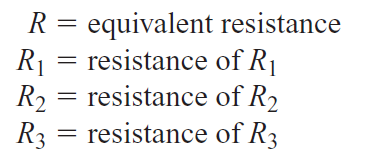 R = equivalent resistance
R₁ = resistance of R₁
R₂ = resistance of R₂
R₃ = resistance of R₃